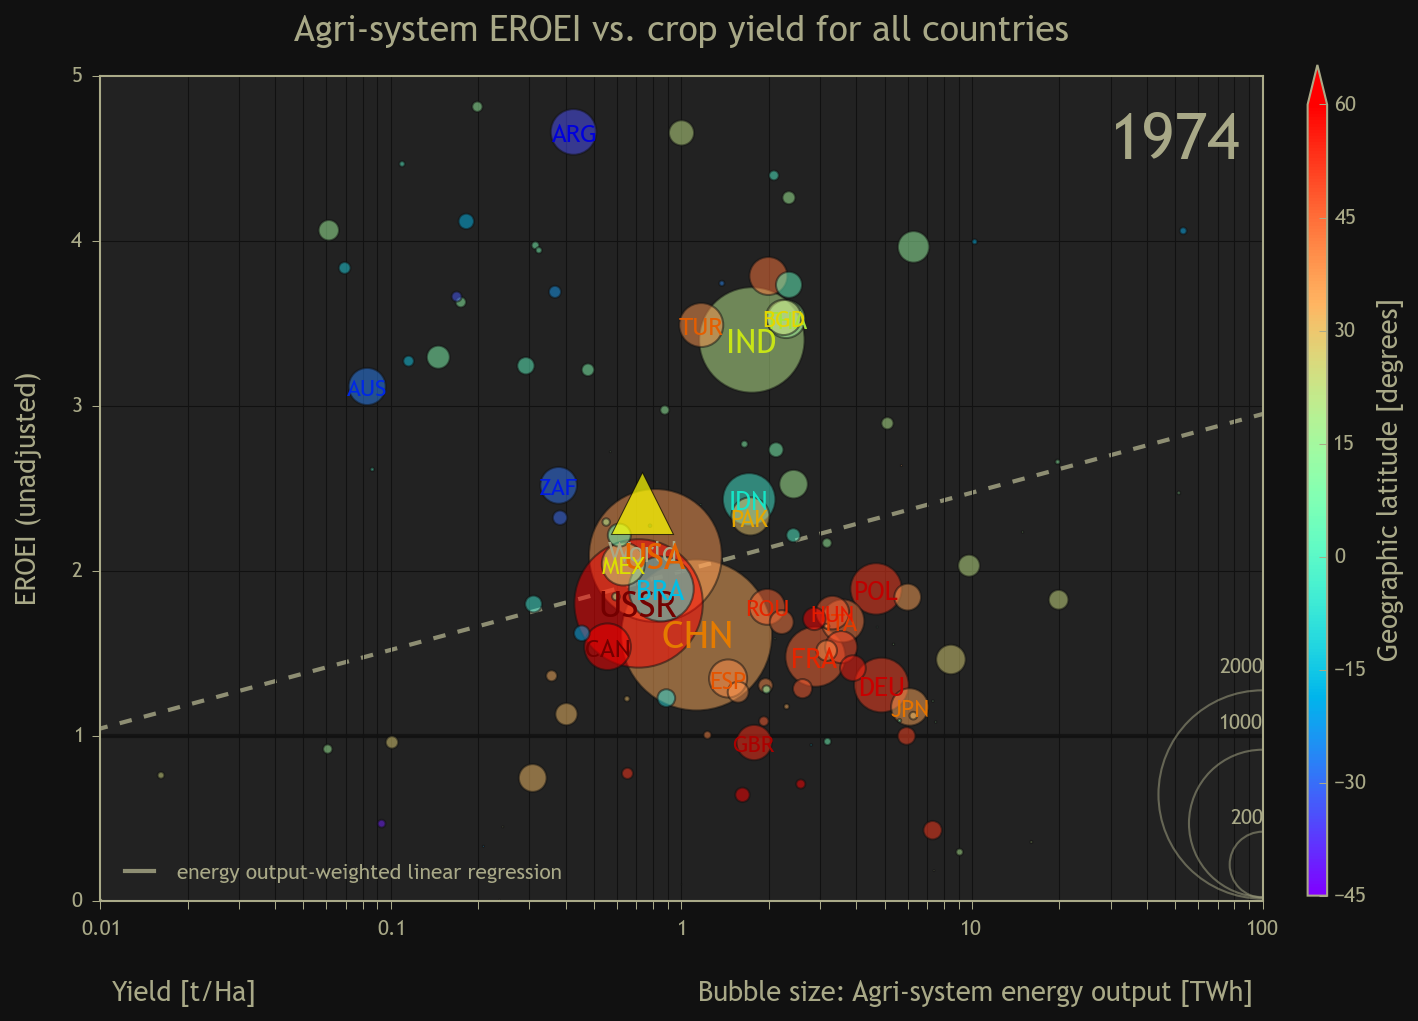 Agri-system EROEI vs. crop yield for all countries
1974
5
4
3
2
1
0
EROEI (unadjusted)
ARG
TUR
BGD
IND
AUS
ZAF
IDN
PAK
World
USA
MEX
BRA
USSR
CHN
CAN
ROU
POL
HUN
ITA
FRA
ESP
DEU
JPN
GBR
2000
1000
200
energy output-weighted linear regression
0.01
0.1
1
10
100
Yield [t/Ha]
Bubble size: Agri-system energy output [TWh]
60
45
30
15
0
−15
−30
−45
Geographic latitude [degrees]